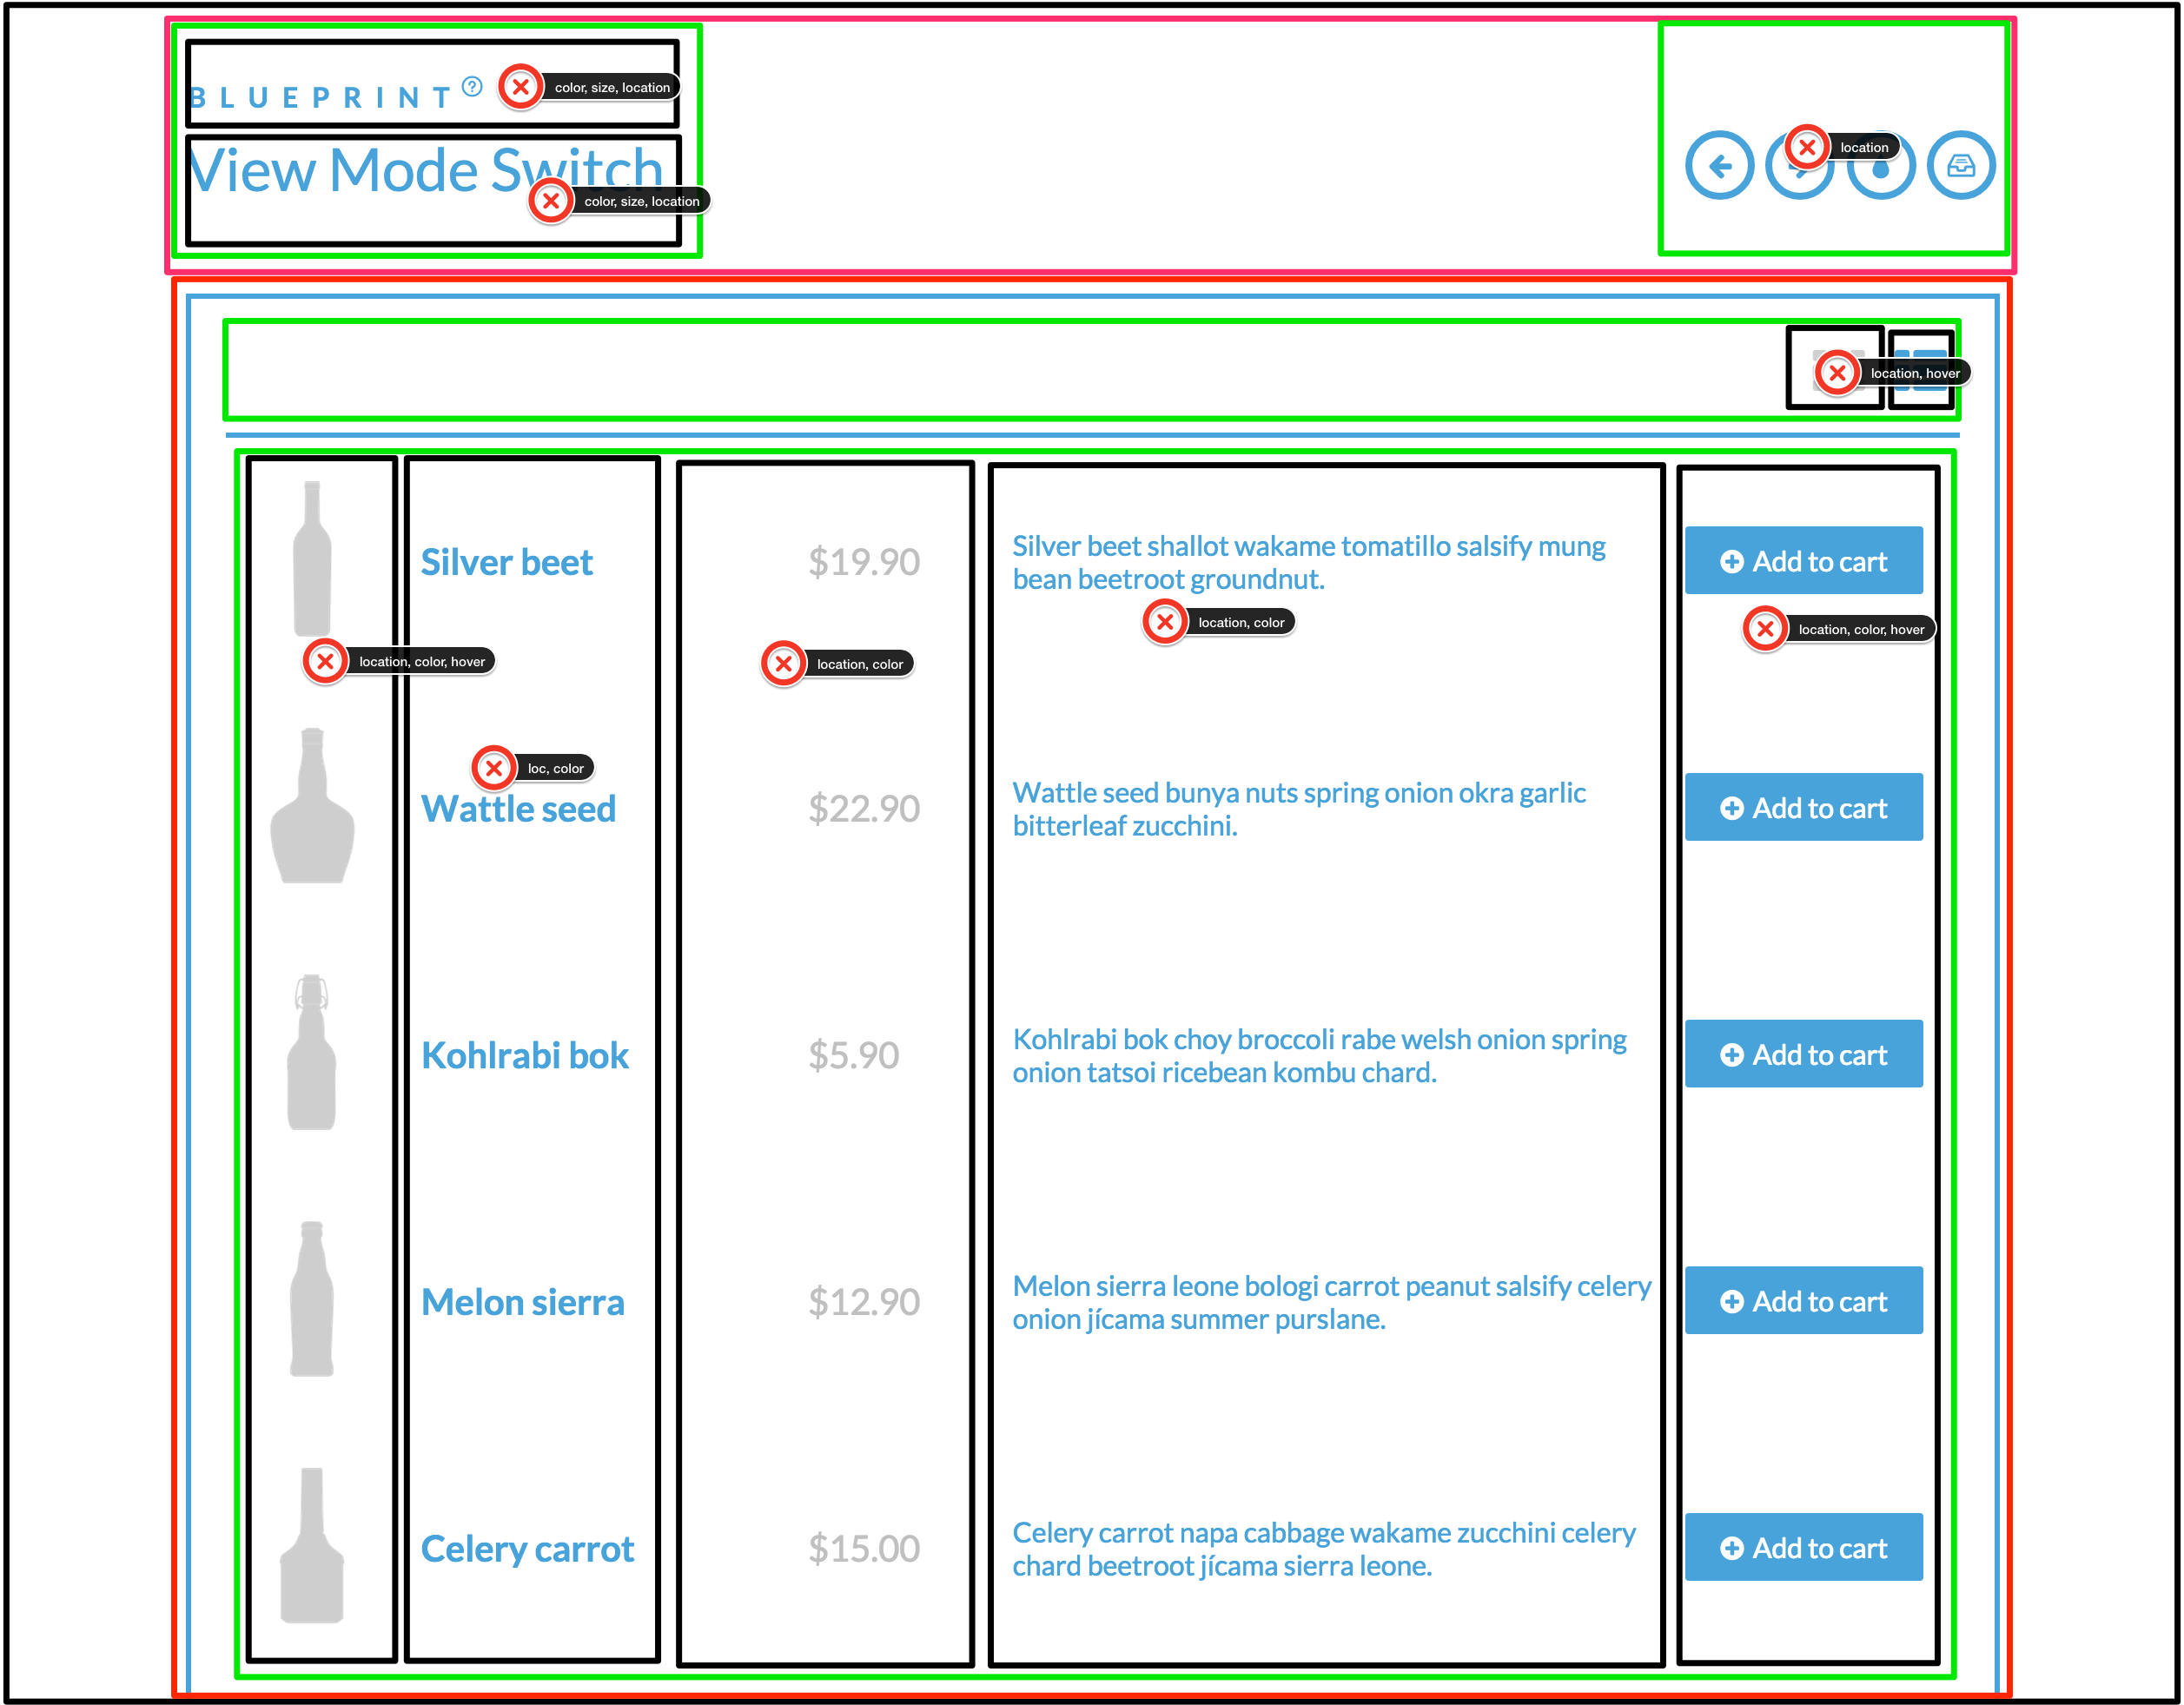 BLUEPRINT
color, size, location
View Mode Switch
color, size, location
location
location, hover
Silver beet
$19.90
Silver beet shallot wakame tomatillo salsify mung
bean beetroot groundnut.
Add to cart
location, color, hover
location, color
location, color
location, color, hover
loc, color
Wattle seed
$22.90
Wattle seed bunya nuts spring onion okra garlic
bitterleaf zucchini.
Add to cart
Kohlrabi bok
$5.90
Kohlrabi bok choy broccoli rabe welsh onion spring
onion tatsoi ricebean kombu chard.
Add to cart
Melon sierra
$12.90
Melon sierra leone bologi carrot peanut salsify celery
onion jícama summer purslane.
Add to cart
Celery carrot
$15.00
Celery carrot napa cabbage wakame zucchini celery
chard beetroot jícama sierra leone.
Add to cart